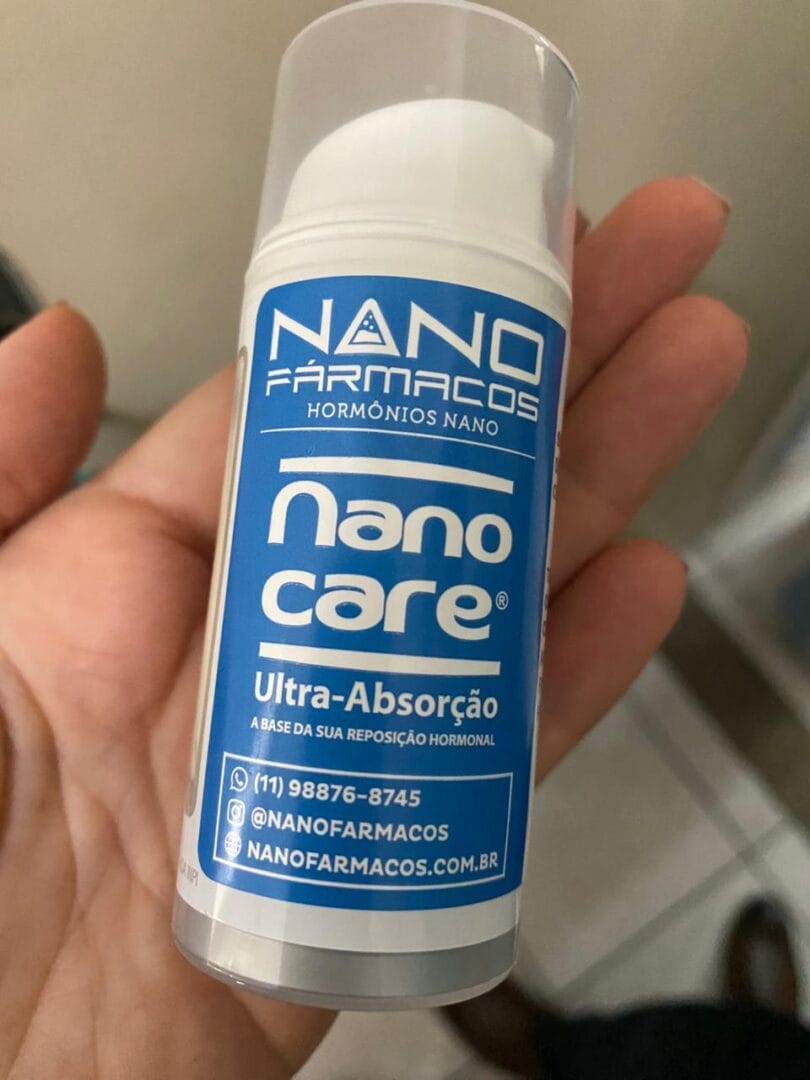 NANO
FÁRMACOS
HORMÔNIOS NANO
nano
care®
Ultra-Absorção
A BASE DA SUA REPOSIÇÃO HORMONAL
(11) 98876-8745
@NANOFARMACOS
NANOFARMACOS.COM.BR
INPI